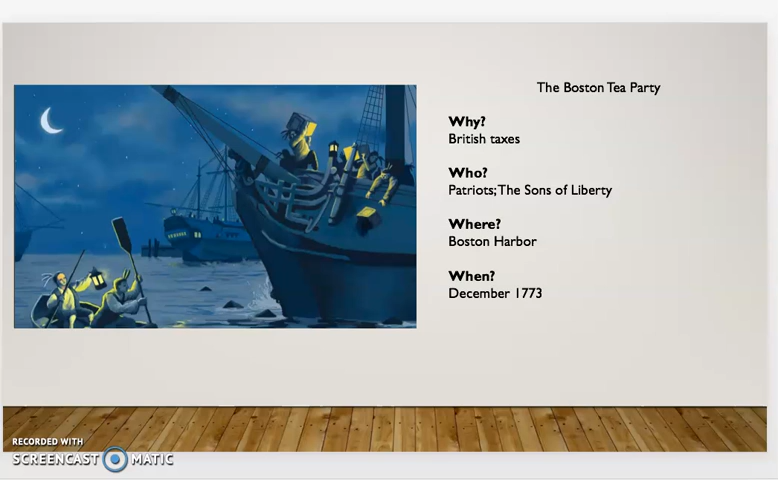 The Boston Tea Party
Why?
British taxes
Who?
Patriots;The Sons of Liberty
Where?
Boston Harbor
When?
December 1773
RECORDED WITH
SCREENCAST MATIC